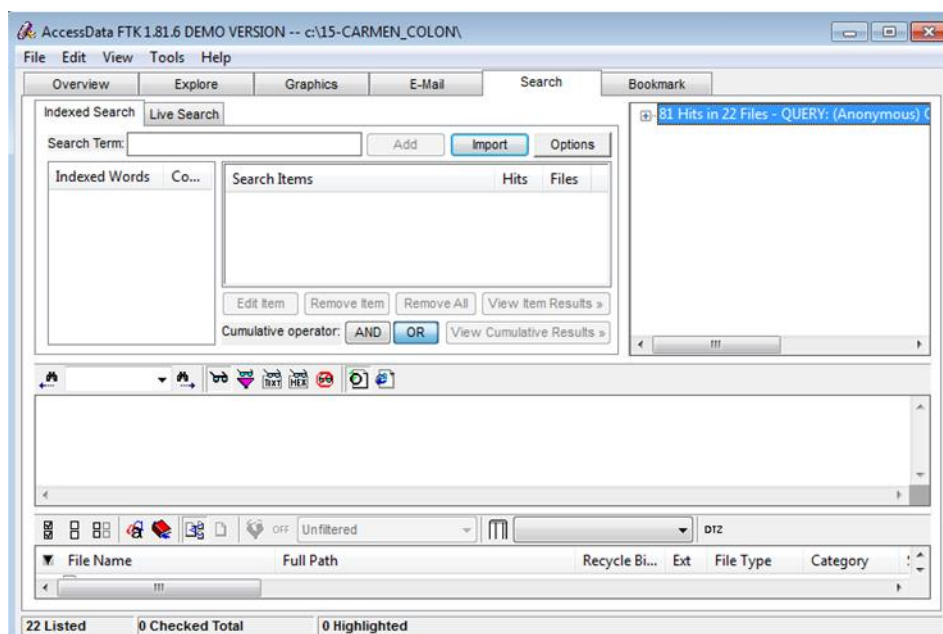 AccessData FTK 1.81.6 DEMO VERSION -- c:\15-CARMEN_COLON\
File Edit View Tools Help
Overview Explore Graphics E-Mail Search Bookmark
Indexed Search Live Search
Search Term: Add Import Options
Indexed Words Co... Search Items Hits Files
81 Hits in 22 Files - QUERY: (Anonymous)
Edit Item Remove Item Remove All View Item Results »
Cumulative operator: AND OR View Cumulative Results »
TEXT HEX
OFF Unfiltered DTZ
File Name Full Path Recycle Bi... Ext File Type Category
22 Listed 0 Checked Total 0 Highlighted